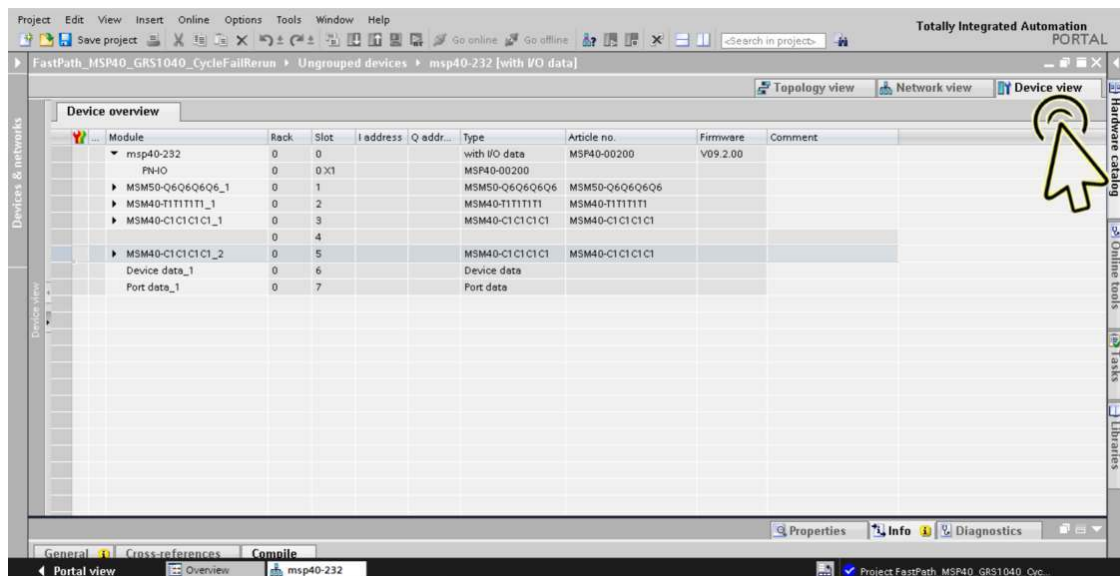 Project Edit View Insert Online Options Tools Window Help
Totally Integrated Automation
PORTAL
Save project Go online Go offline <Search in project>
FastPath_MSP40_GRS1040_CycleFailRerun ▸ Ungrouped devices ▸ msp40-232 [with I/O data]
Topology view Network view Device view
Device overview
... Module Rack Slot I address Q addr... Type Article no. Firmware Comment
msp40-232 0 0 with I/O data MSP40-00200 V09.2.00
PN-IO 0 0 X1 MSP40-00200
MSM50-Q6Q6Q6Q6_1 0 1 MSM50-Q6Q6Q6Q6 MSM50-Q6Q6Q6Q6
MSM40-T1T1T1T1_1 0 2 MSM40-T1T1T1T1 MSM40-T1T1T1T1
MSM40-C1C1C1C1_1 0 3 MSM40-C1C1C1C1 MSM40-C1C1C1C1
0 4
MSM40-C1C1C1C1_2 0 5 MSM40-C1C1C1C1 MSM40-C1C1C1C1
Device data_1 0 6 Device data
Port data_1 0 7 Port data
Devices & networks
Device view
Hardware catalog
Online tools
Tasks
Libraries
Properties Info Diagnostics
General Cross-references Compile
Portal view Overview msp40-232 Project FastPath_MSP40_GRS1040_Cyc...